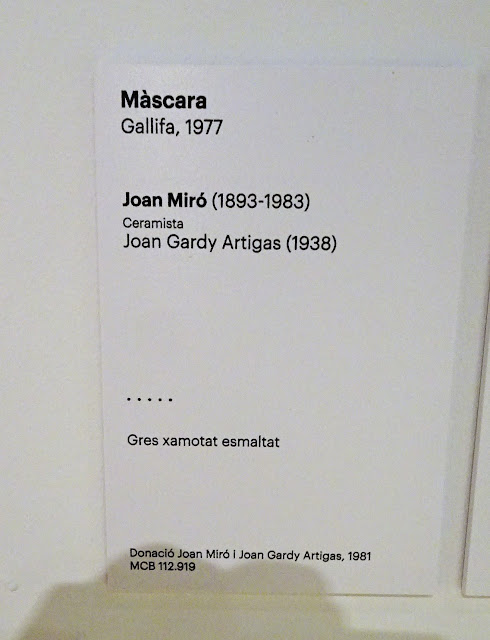 Màscara
Gallifa, 1977
Joan Miró (1893-1983)
Ceramista
Joan Gardy Artigas (1938)
.....
Gres xamotat esmaltat
Donació Joan Miró i Joan Gardy Artigas, 1981
MCB 112.919